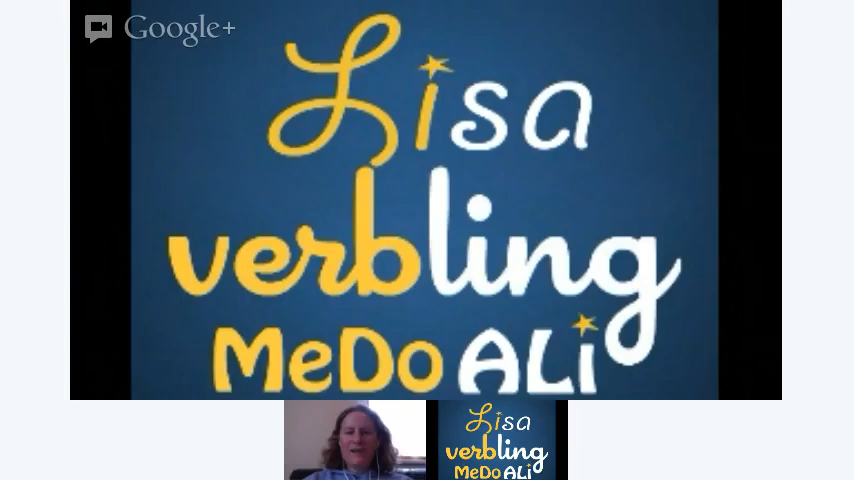 Google+
Lisa
verbling
MeDo ALi
Lisa
verbling
MeDo ALi